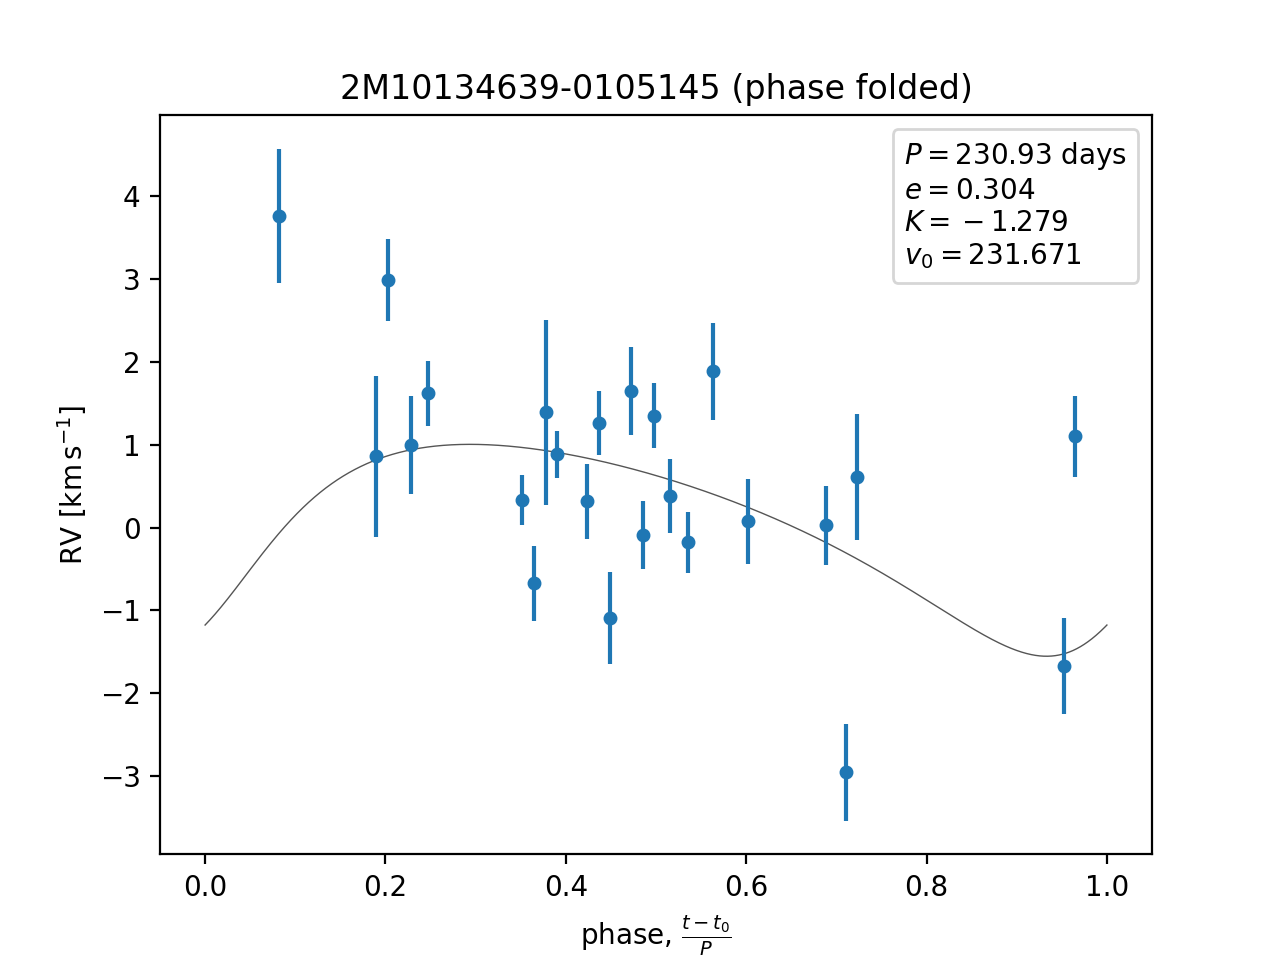 2M10134639-0105145 (phase folded)
P = 230.93 days
e = 0.304
K = −1.279
v₀ = 231.671
4
3
2
1
0
−1
−2
−3
RV [km s⁻¹]
0.0 0.2 0.4 0.6 0.8 1.0
phase, (t − t₀)/P